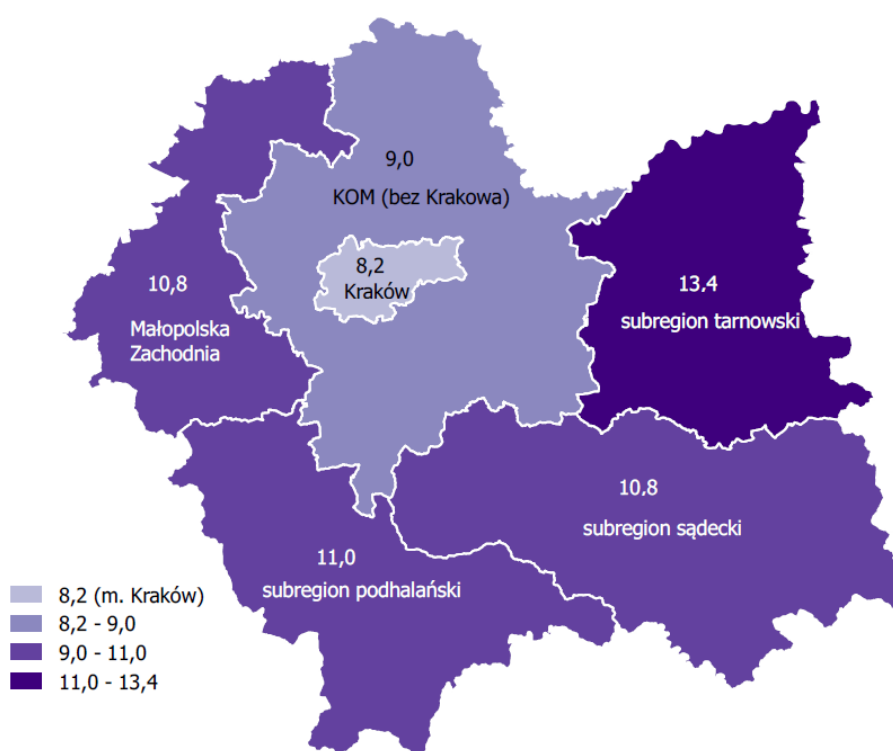 9,0
KOM (bez Krakowa)
8,2
Kraków
10,8
Małopolska
Zachodnia
13,4
subregion tarnowski
10,8
subregion sądecki
11,0
subregion podhalański
8,2 (m. Kraków)
8,2 - 9,0
9,0 - 11,0
11,0 - 13,4